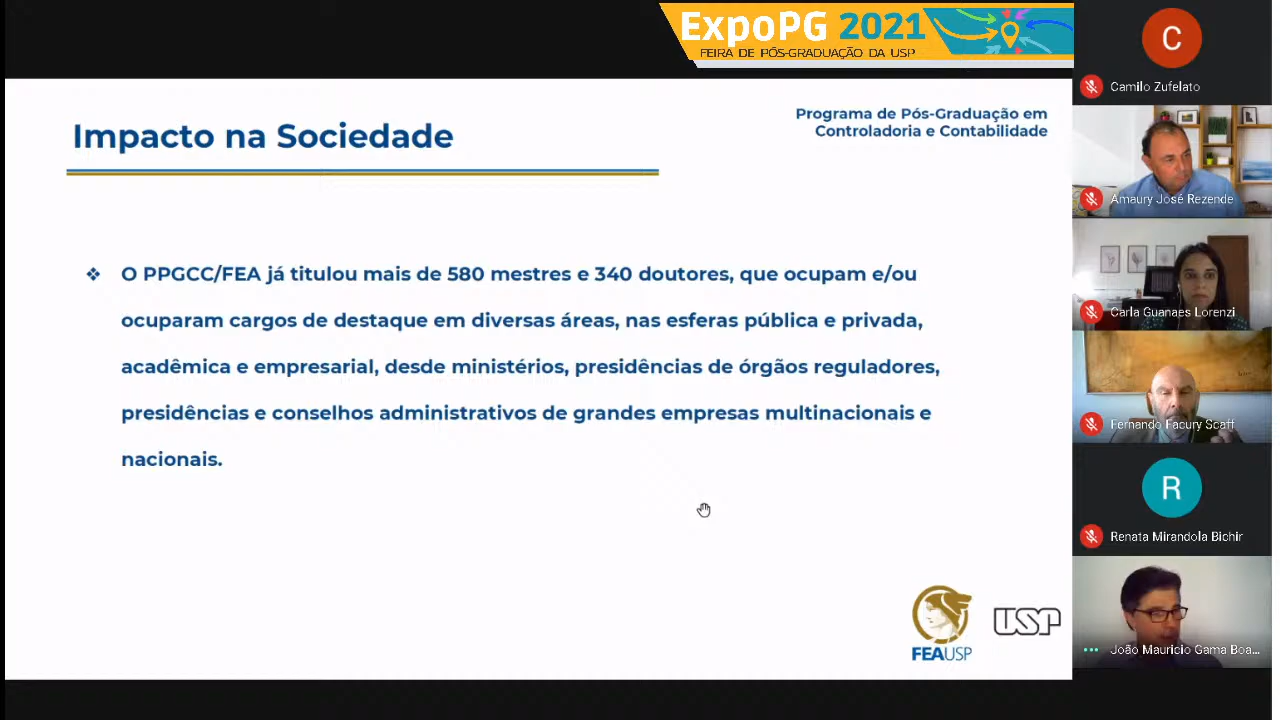 ExpoPG 2021
FEIRA DE PÓS-GRADUAÇÃO DA USP
Impacto na Sociedade
Programa de Pós-Graduação em
Controladoria e Contabilidade
❖ O PPGCC/FEA já titulou mais de 580 mestres e 340 doutores, que ocupam e/ou
ocuparam cargos de destaque em diversas áreas, nas esferas pública e privada,
acadêmica e empresarial, desde ministérios, presidências de órgãos reguladores,
presidências e conselhos administrativos de grandes empresas multinacionais e
nacionais.
FEAUSP
USP
C
Camilo Zufelato
Amaury José Rezende
Carla Guanaes Lorenzi
Fernando Facury Scaff
R
Renata Mirandola Bichir
João Mauricio Gama Boa...